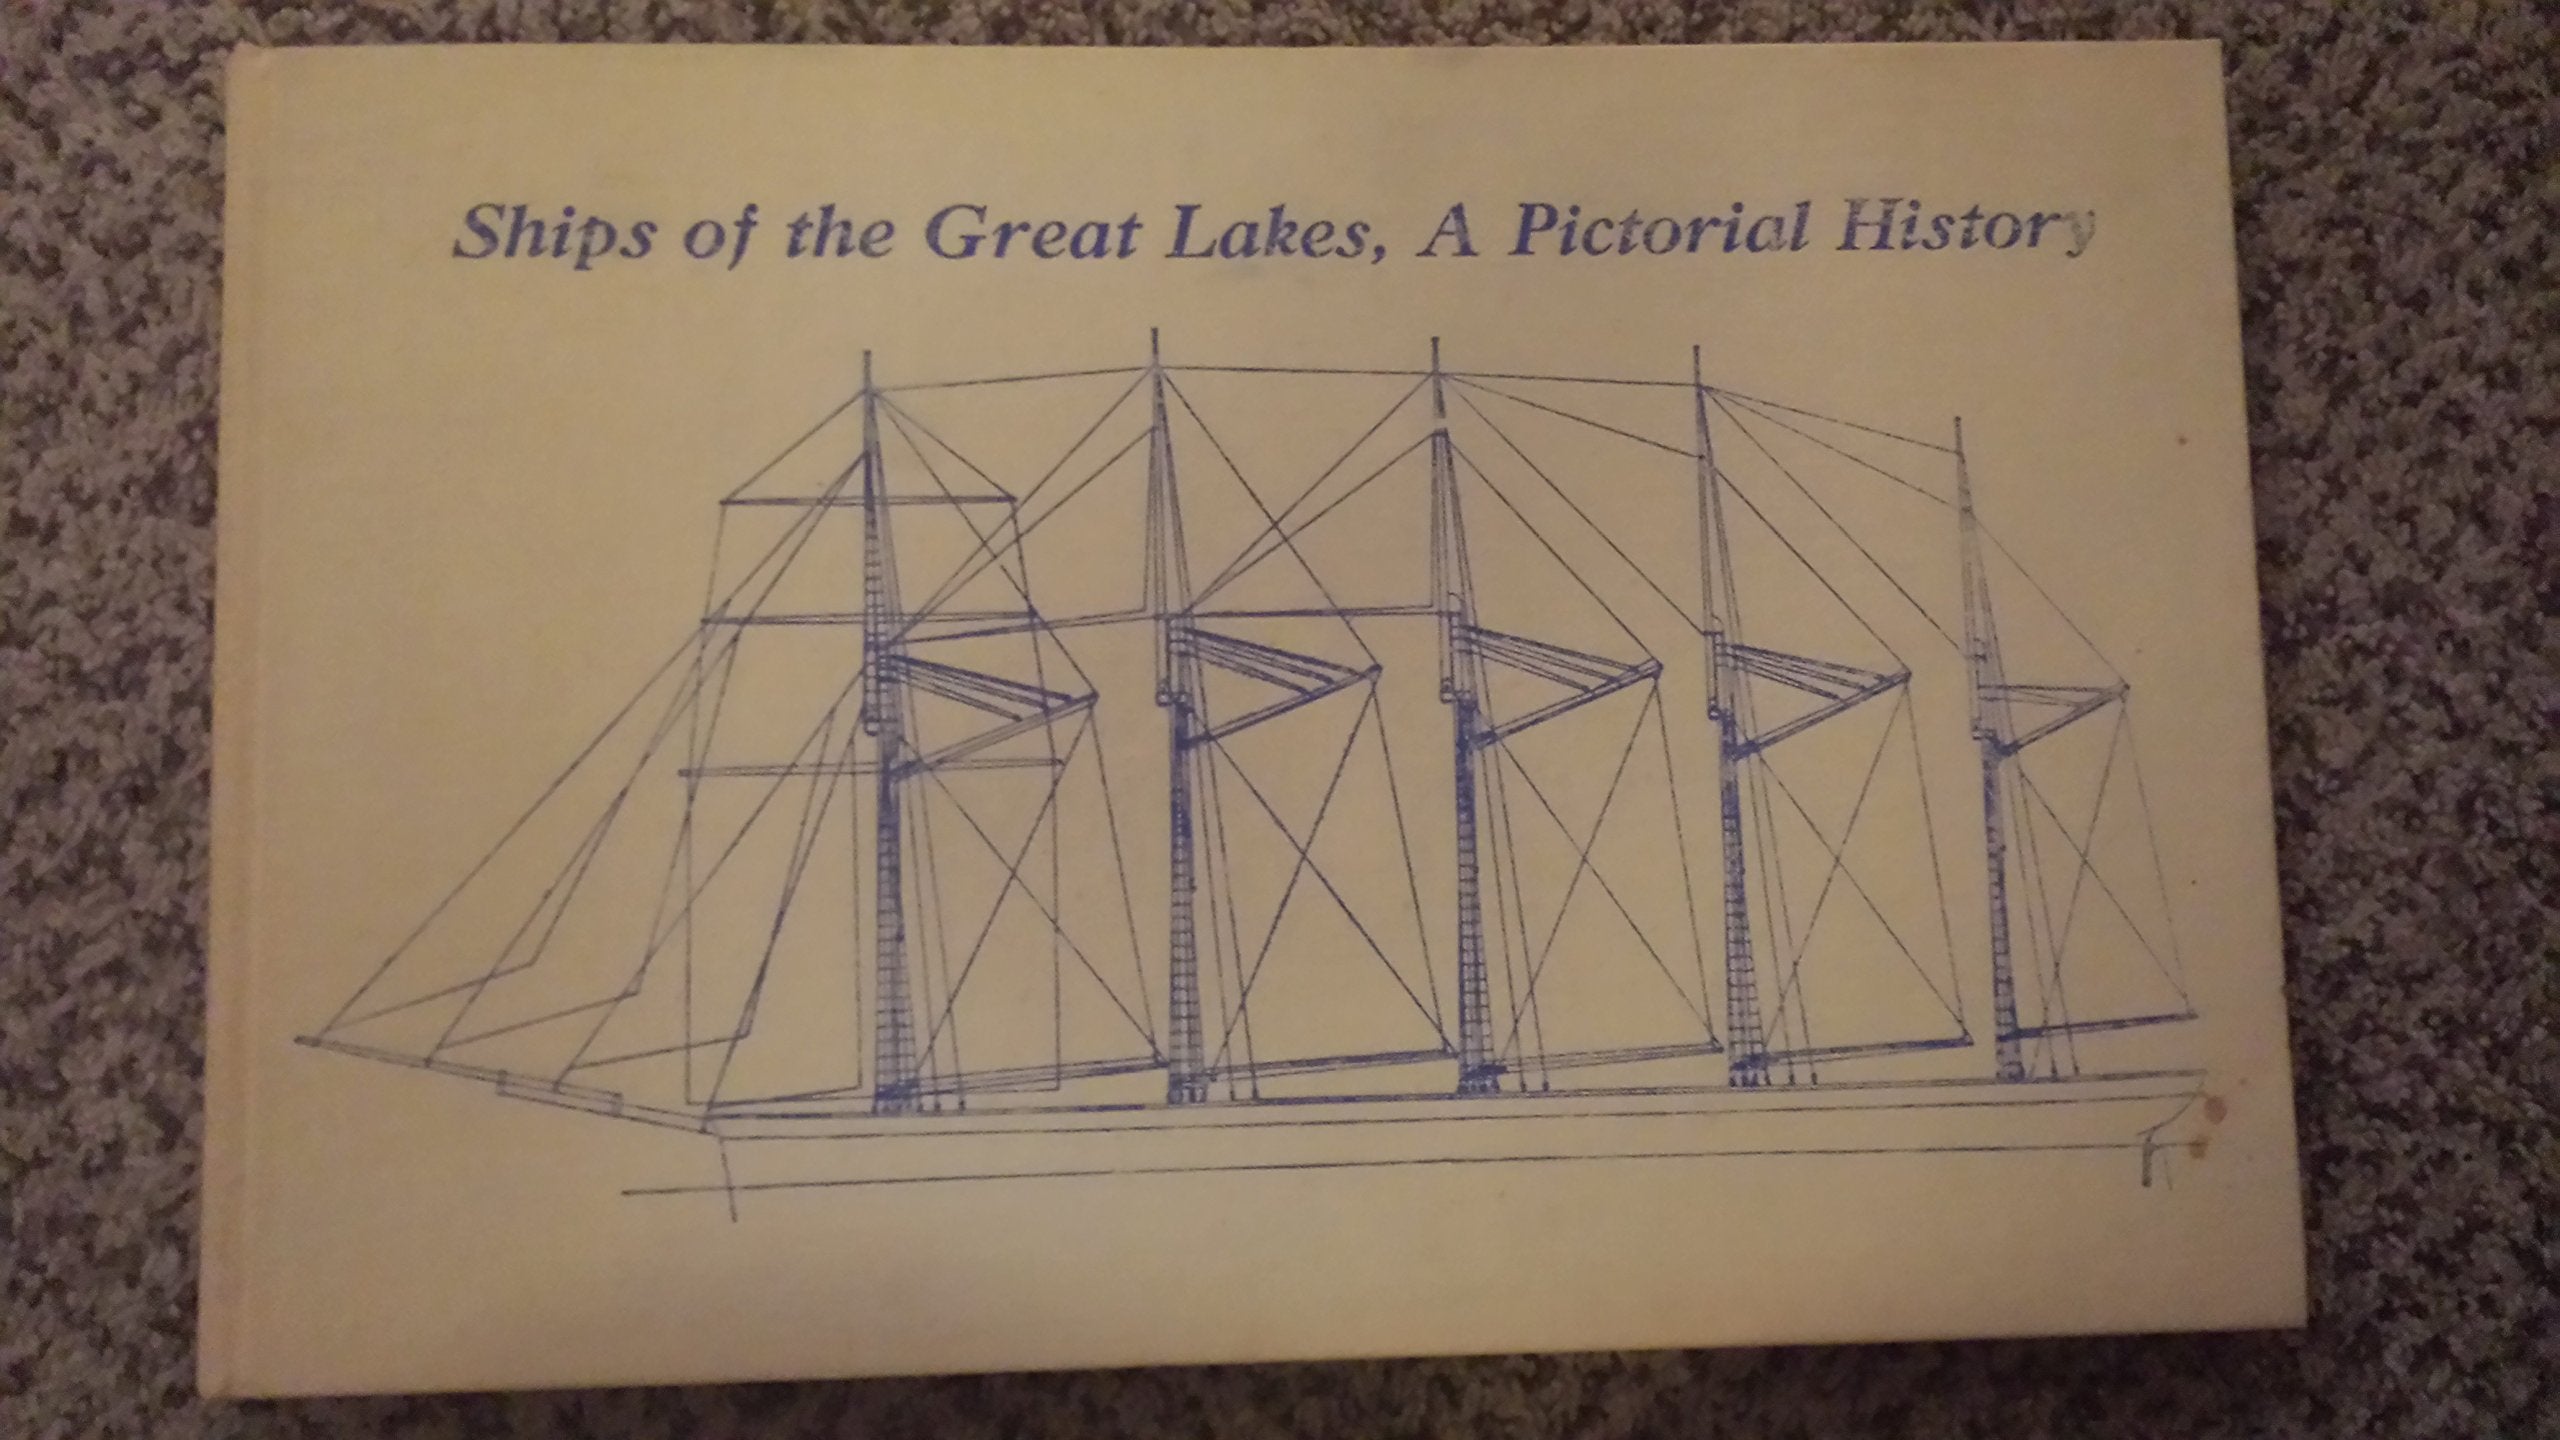 Ships of the Great Lakes, A Pictorial History